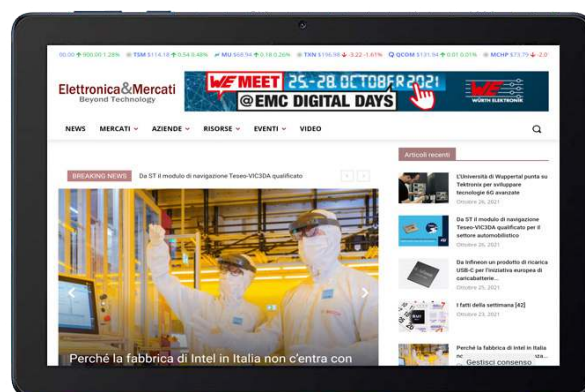 TSM $114.18 0.54 0.48% MU $68.94 0.18 0.26% TXN $196.98 -3.22 -1.61% QCOM $131.94 0.07 0.01% MCHP $73.79
Elettronica&Mercati
Beyond Technology
WE MEET 25.-28. OCTOBER 2021
@EMC DIGITAL DAYS
WE
WÜRTH ELEKTRONIK
NEWS MERCATI AZIENDE RISORSE EVENTI VIDEO
Articoli recenti
BREAKING NEWS Da ST il modulo di navigazione Teseo-VIC3DA qualificato
Perché la fabbrica di Intel in Italia non c'entra con
L'Università di Wuppertal punta su
Tektronix per sviluppare
tecnologie 6G avanzate
Ottobre 26, 2021
Da ST il modulo di navigazione
Teseo-VIC3DA qualificato per il
settore automobilistico
Ottobre 26, 2021
Da Infineon un prodotto di ricarica
USB-C per l'iniziativa europea di
caricabatterie...
Ottobre 25, 2021
I fatti della settimana [42]
Ottobre 23, 2021
Perché la fabbrica di Intel in Italia
Gestisci consenso